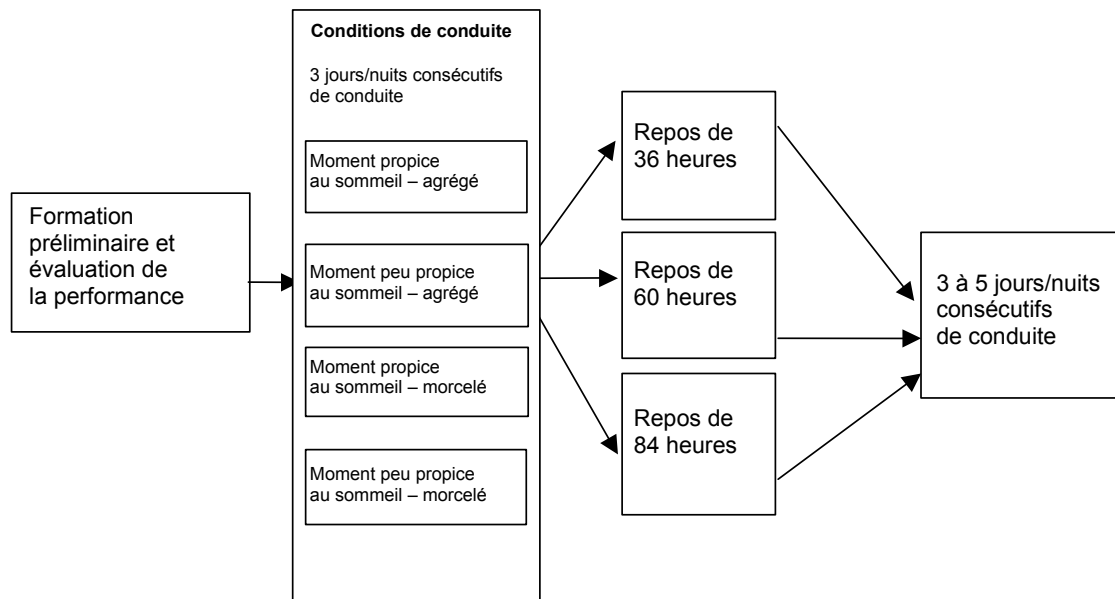 Formation
préliminaire et
évaluation de
la performance
Conditions de conduite
3 jours/nuits consécutifs
de conduite
Moment propice
au sommeil – agrégé
Moment peu propice
au sommeil – agrégé
Moment propice
au sommeil – morcelé
Moment peu propice
au sommeil – morcelé
Repos de
36 heures
Repos de
60 heures
Repos de
84 heures
3 à 5 jours/nuits
consécutifs
de conduite